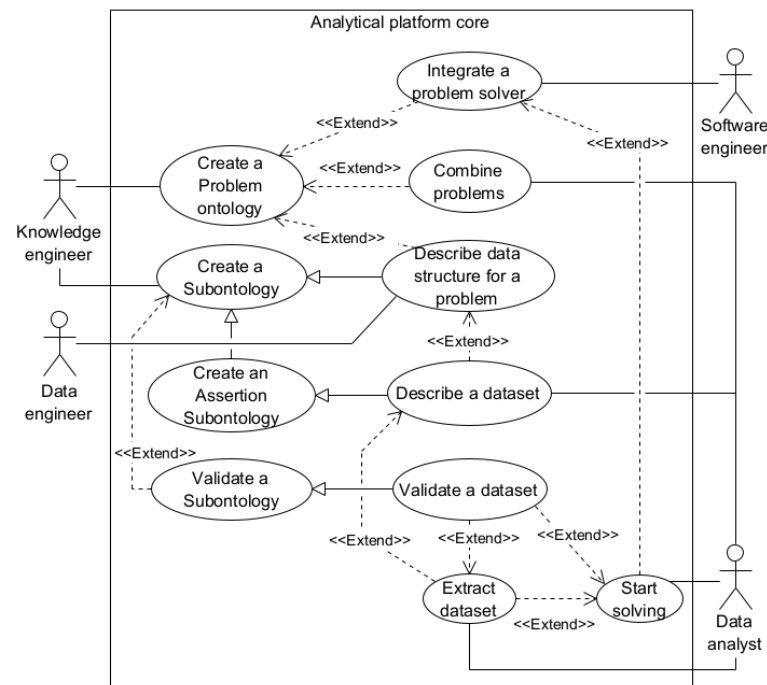 Analytical platform core
Integrate a
problem solver
Software
engineer
<<Extend>>
<<Extend>>
Create a
Problem
ontology
<<Extend>>
Combine
problems
Knowledge
engineer
<<Extend>>
Create a
Subontology
Describe data
structure for a
problem
Data
engineer
<<Extend>>
Create an
Assertion
Subontology
Describe a dataset
<<Extend>>
Validate a
Subontology
Validate a dataset
<<Extend>>
<<Extend>>
<<Extend>>
Extract
dataset
<<Extend>>
Start
solving
Data
analyst